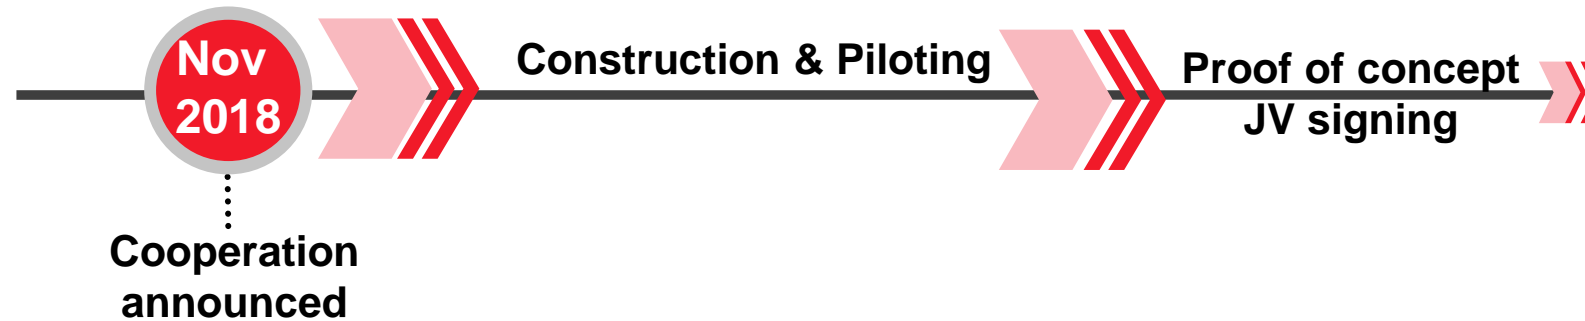 Nov
2018
Construction & Piloting
Proof of concept
JV signing
Cooperation
announced